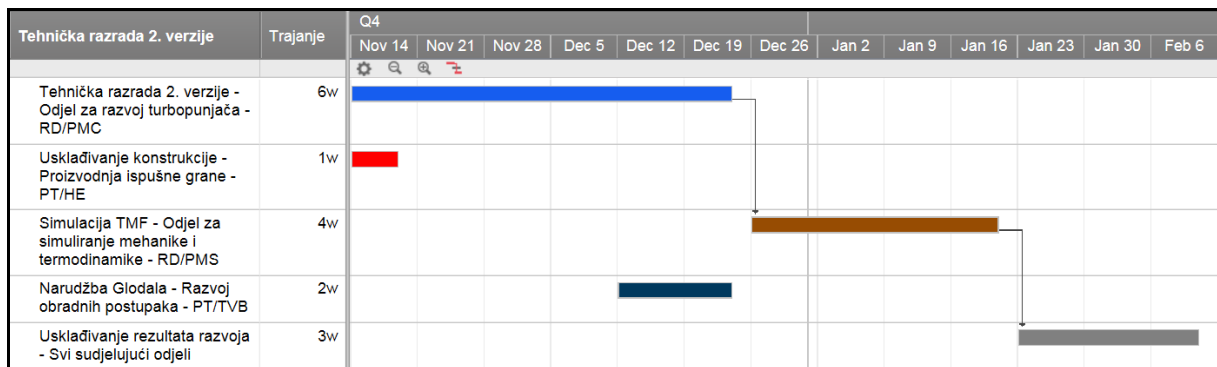 Tehnička razrada 2. verzije
Trajanje
Q4
Nov 14 Nov 21 Nov 28 Dec 5 Dec 12 Dec 19 Dec 26 Jan 2 Jan 9 Jan 16 Jan 23 Jan 30 Feb 6
Tehnička razrada 2. verzije - 6w
Odjel za razvoj turbopunjača -
RD/PMC
Usklađivanje konstrukcije - 1w
Proizvodnja ispušne grane -
PT/HE
Simulacija TMF - Odjel za 4w
simuliranje mehanike i
termodinamike - RD/PMS
Narudžba Glodala - Razvoj 2w
obradnih postupaka - PT/TVB
Usklađivanje rezultata razvoja 3w
- Svi sudjelujući odjeli